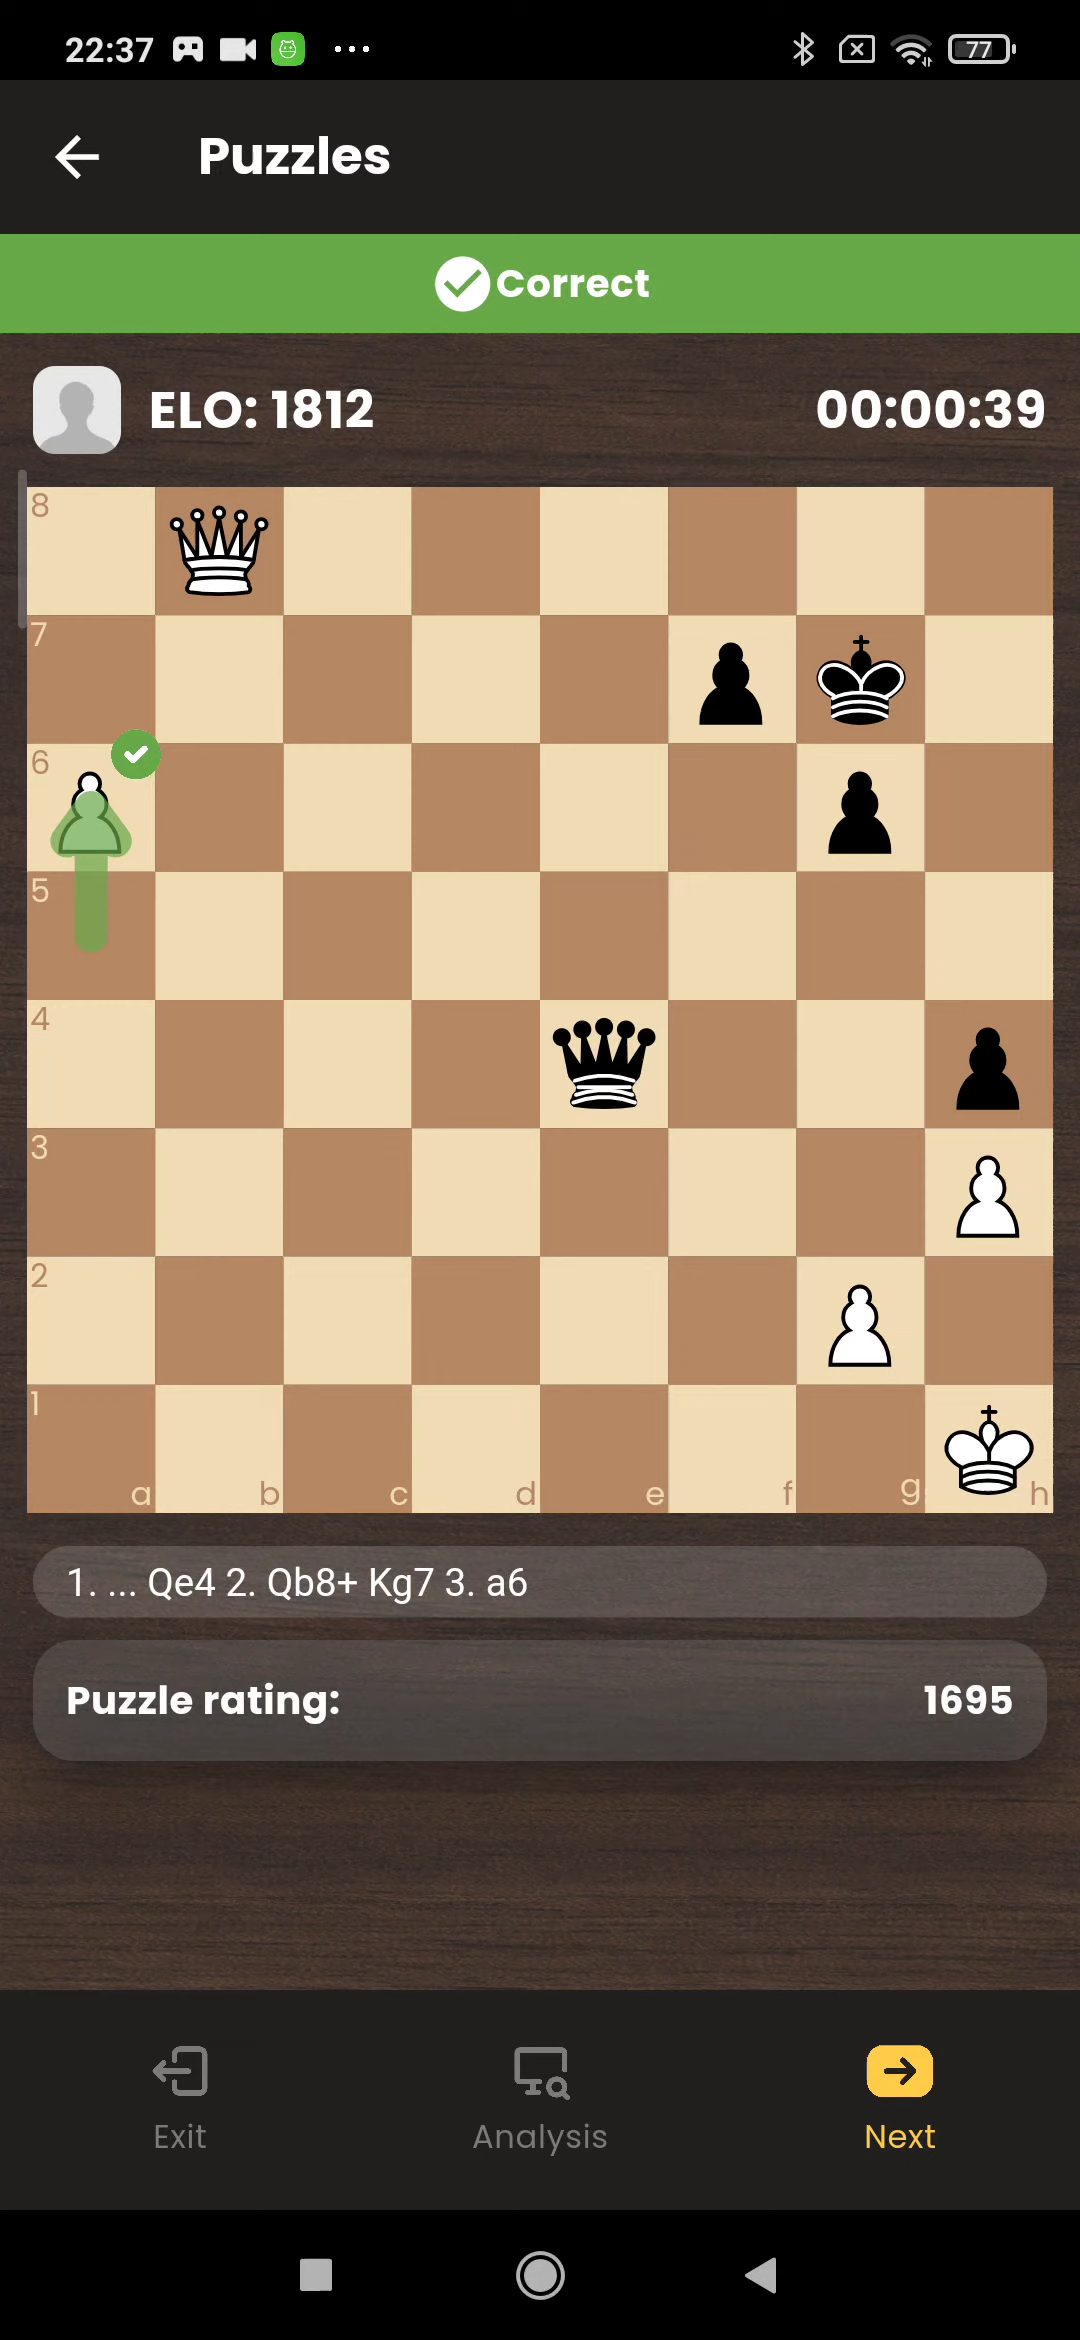 22:37
77
Puzzles
Correct
ELO: 1812
00:00:39
8
7
6
5
4
3
2
1
a b c d e f g h
1. ... Qe4 2. Qb8+ Kg7 3. a6
Puzzle rating: 1695
Exit
Analysis
Next